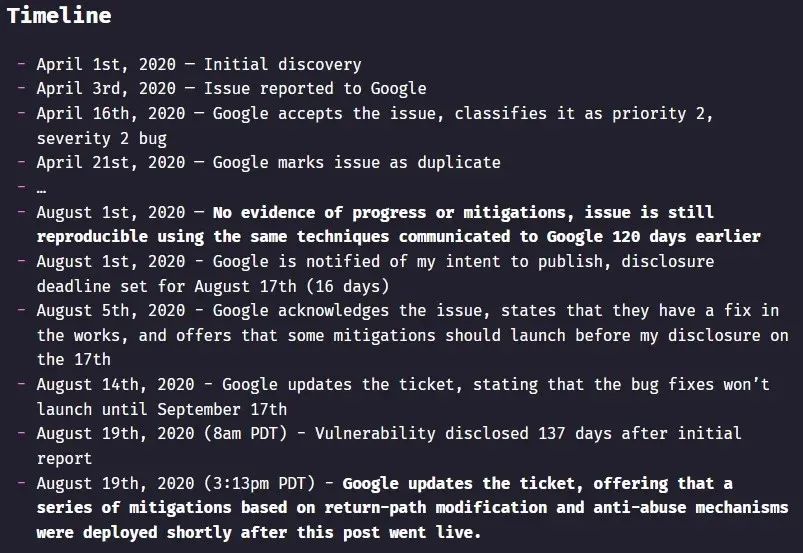 Timeline
- April 1st, 2020 — Initial discovery
- April 3rd, 2020 — Issue reported to Google
- April 16th, 2020 — Google accepts the issue, classifies it as priority 2,
severity 2 bug
- April 21st, 2020 — Google marks issue as duplicate
- …
- August 1st, 2020 — No evidence of progress or mitigations, issue is still
reproducible using the same techniques communicated to Google 120 days earlier
- August 1st, 2020 - Google is notified of my intent to publish, disclosure
deadline set for August 17th (16 days)
- August 5th, 2020 - Google acknowledges the issue, states that they have a fix in
the works, and offers that some mitigations should launch before my disclosure on
the 17th
- August 14th, 2020 - Google updates the ticket, stating that the bug fixes won’t
launch until September 17th
- August 19th, 2020 (8am PDT) - Vulnerability disclosed 137 days after initial
report
- August 19th, 2020 (3:13pm PDT) - Google updates the ticket, offering that a
series of mitigations based on return-path modification and anti-abuse mechanisms
were deployed shortly after this post went live.